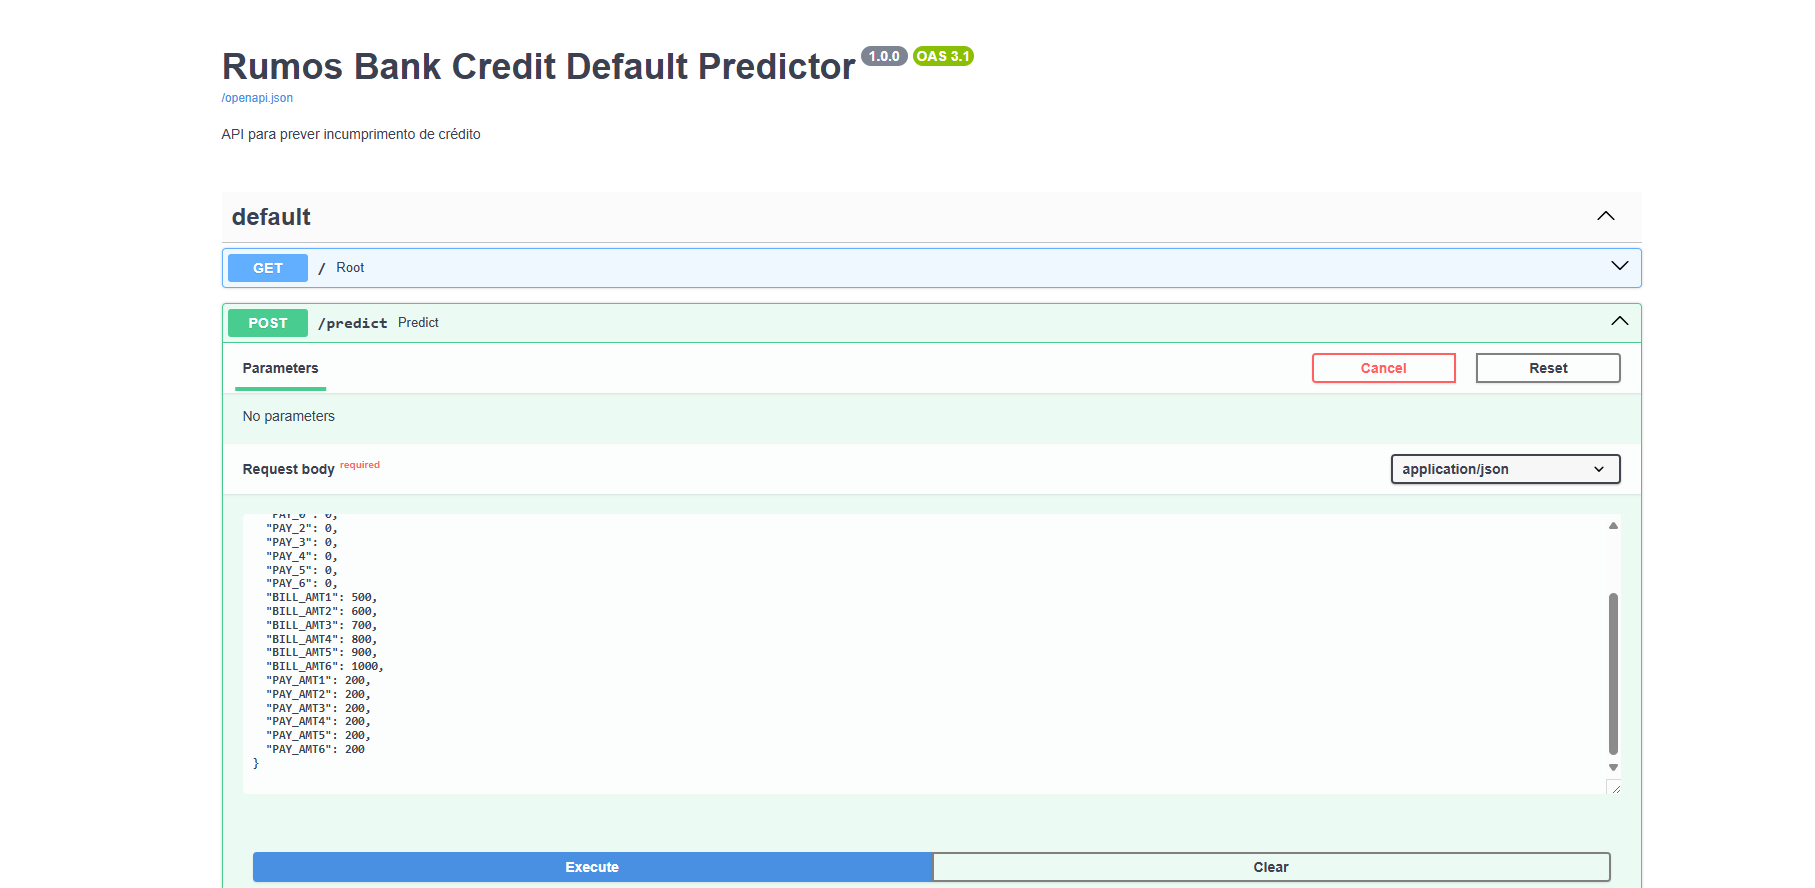 Rumos Bank Credit Default Predictor 1.0.0 OAS 3.1
/openapi.json
API para prever incumprimento de crédito
default
GET / Root
POST /predict Predict
Parameters Cancel Reset
No parameters
Request body required application/json
"PAY_0": 0,
"PAY_2": 0,
"PAY_3": 0,
"PAY_4": 0,
"PAY_5": 0,
"PAY_6": 0,
"BILL_AMT1": 500,
"BILL_AMT2": 600,
"BILL_AMT3": 700,
"BILL_AMT4": 800,
"BILL_AMT5": 900,
"BILL_AMT6": 1000,
"PAY_AMT1": 200,
"PAY_AMT2": 200,
"PAY_AMT3": 200,
"PAY_AMT4": 200,
"PAY_AMT5": 200,
"PAY_AMT6": 200
}
Execute Clear